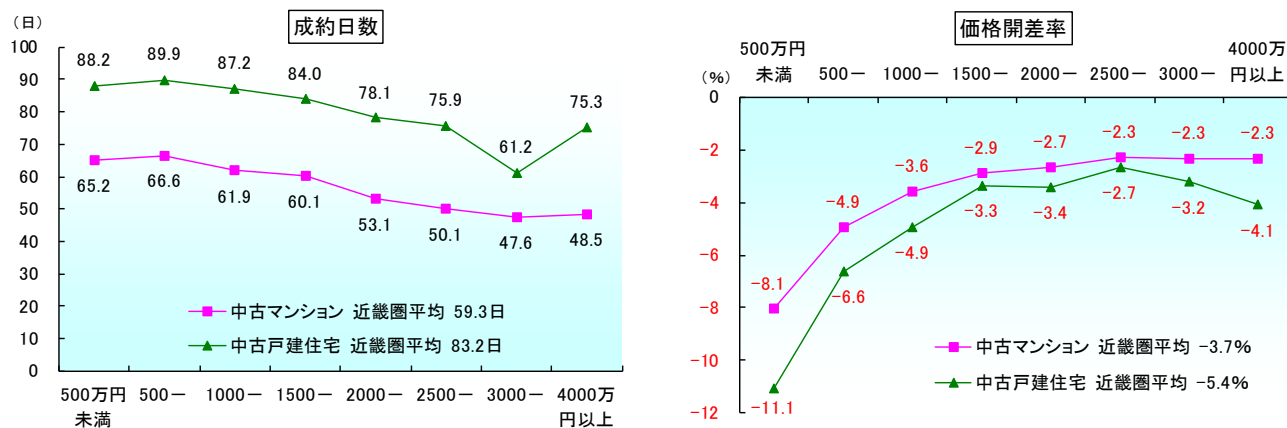 成約日数
(日)
100
90
80
70
60
50
40
30
20
10
0
88.2 89.9 87.2 84.0 78.1 75.9 61.2 75.3
65.2 66.6 61.9 60.1 53.1 50.1 47.6 48.5
中古マンション 近畿圏平均 59.3日
中古戸建住宅 近畿圏平均 83.2日
500万円未満 500- 1000- 1500- 2000- 2500- 3000- 4000万円以上
価格開差率
(%)
500万円未満 500- 1000- 1500- 2000- 2500- 3000- 4000万円以上
0
-2
-4
-6
-8
-10
-12
-8.1 -4.9 -3.6 -2.9 -2.7 -2.3 -2.3 -2.3
-11.1 -6.6 -4.9 -3.3 -3.4 -2.7 -3.2 -4.1
中古マンション 近畿圏平均 -3.7%
中古戸建住宅 近畿圏平均 -5.4%